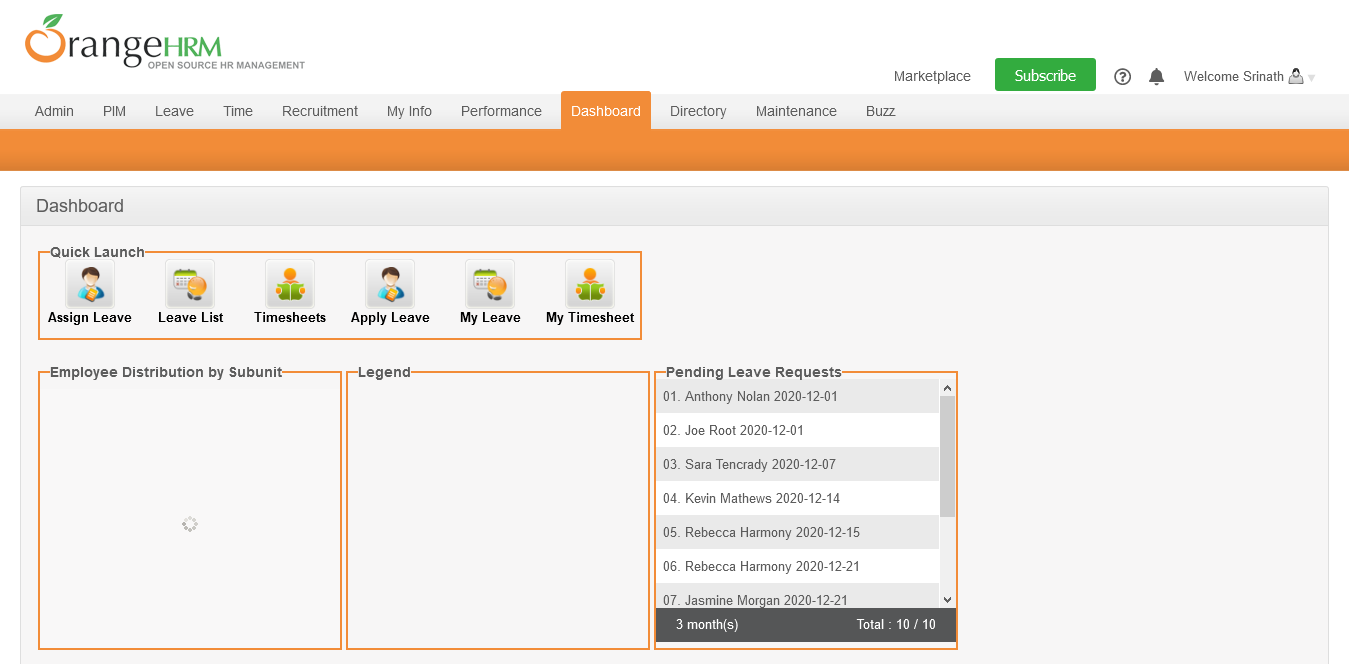 OrangeHRM
OPEN SOURCE HR MANAGEMENT
Marketplace Subscribe ? Welcome Srinath
Admin PIM Leave Time Recruitment My Info Performance Dashboard Directory Maintenance Buzz
Dashboard
Quick Launch
Assign Leave Leave List Timesheets Apply Leave My Leave My Timesheet
Employee Distribution by Subunit Legend Pending Leave Requests
01. Anthony Nolan 2020-12-01
02. Joe Root 2020-12-01
03. Sara Tencrady 2020-12-07
04. Kevin Mathews 2020-12-14
05. Rebecca Harmony 2020-12-15
06. Rebecca Harmony 2020-12-21
07. Jasmine Morgan 2020-12-21
3 month(s) Total : 10 / 10